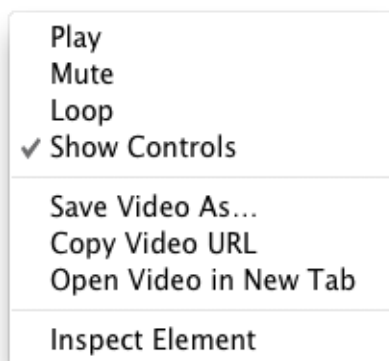 Play
Mute
Loop
✓ Show Controls
Save Video As…
Copy Video URL
Open Video in New Tab
Inspect Element